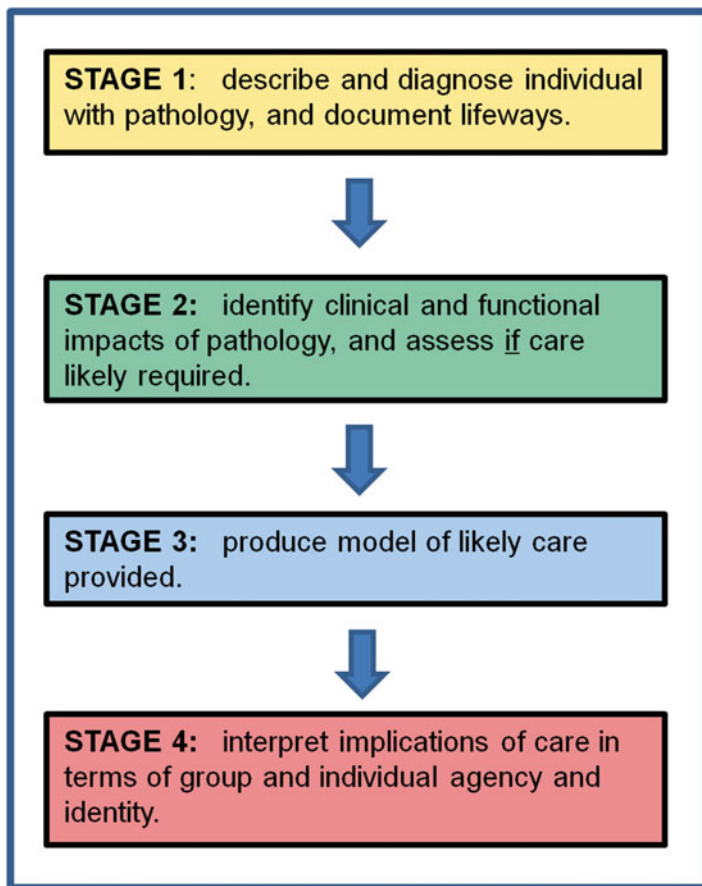 STAGE 1: describe and diagnose individual
with pathology, and document lifeways.
STAGE 2: identify clinical and functional
impacts of pathology, and assess if care
likely required.
STAGE 3: produce model of likely care
provided.
STAGE 4: interpret implications of care in
terms of group and individual agency and
identity.